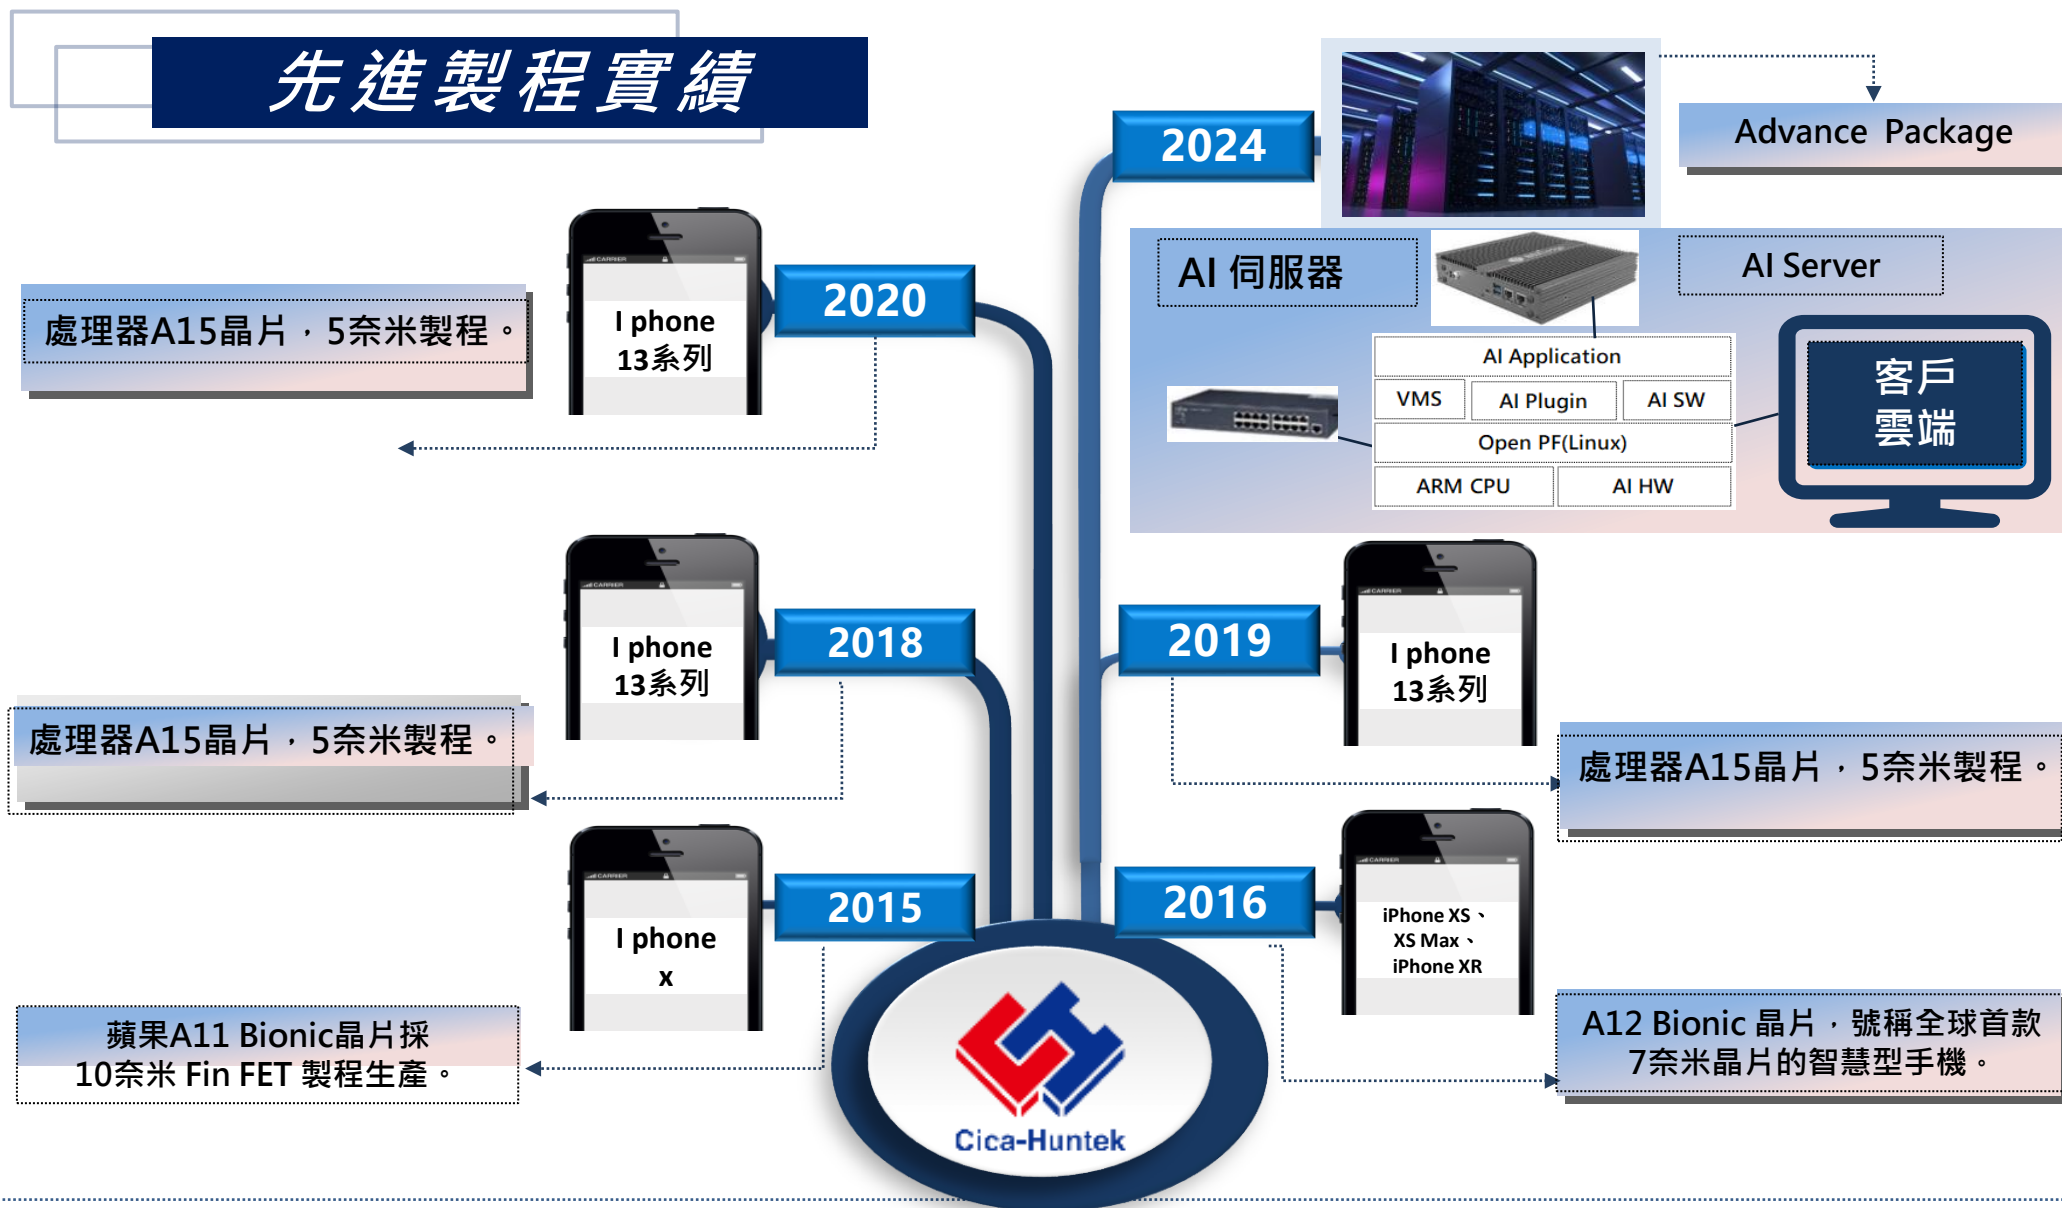 先進製程實績
2024
Advance Package
AI 伺服器
AI Server
AI Application
VMS
AI Plugin
AI SW
Open PF(Linux)
ARM CPU
AI HW
客戶
雲端
2020
CARRIER
I phone
13系列
處理器A15晶片，5奈米製程。
2018
CARRIER
I phone
13系列
處理器A15晶片，5奈米製程。
2019
CARRIER
I phone
13系列
處理器A15晶片，5奈米製程。
2015
CARRIER
I phone
x
蘋果A11 Bionic晶片採
10奈米 Fin FET 製程生產。
2016
CARRIER
iPhone XS、
XS Max、
iPhone XR
A12 Bionic 晶片，號稱全球首款
7奈米晶片的智慧型手機。
Cica-Huntek